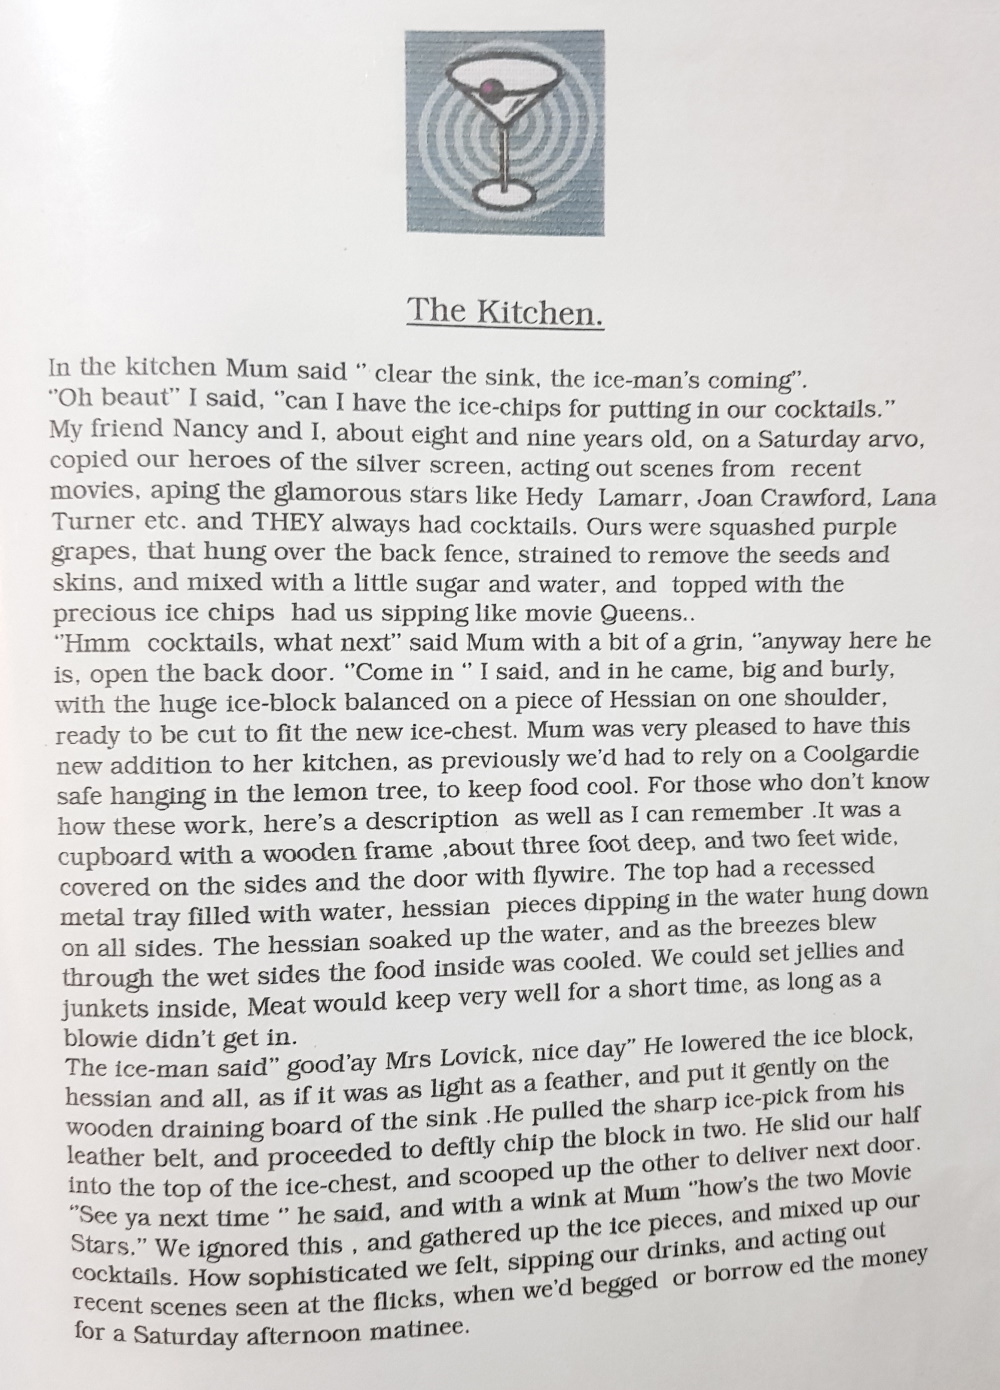 The Kitchen.
In the kitchen Mum said “ clear the sink, the ice-man's coming”.
“Oh beaut” I said, “can I have the ice-chips for putting in our cocktails.”
My friend Nancy and I, about eight and nine years old, on a Saturday arvo,
copied our heroes of the silver screen, acting out scenes from recent
movies, aping the glamorous stars like Hedy Lamarr, Joan Crawford, Lana
Turner etc. and THEY always had cocktails. Ours were squashed purple
grapes, that hung over the back fence, strained to remove the seeds and
skins, and mixed with a little sugar and water, and topped with the
precious ice chips had us sipping like movie Queens..
“Hmm cocktails, what next” said Mum with a bit of a grin, “anyway here he
is, open the back door. “Come in “ I said, and in he came, big and burly,
with the huge ice-block balanced on a piece of Hessian on one shoulder,
ready to be cut to fit the new ice-chest. Mum was very pleased to have this
new addition to her kitchen, as previously we'd had to rely on a Coolgardie
safe hanging in the lemon tree, to keep food cool. For those who don't know
how these work, here's a description as well as I can remember .It was a
cupboard with a wooden frame ,about three foot deep, and two feet wide,
covered on the sides and the door with flywire. The top had a recessed
metal tray filled with water, hessian pieces dipping in the water hung down
on all sides. The hessian soaked up the water, and as the breezes blew
through the wet sides the food inside was cooled. We could set jellies and
junkets inside, Meat would keep very well for a short time, as long as a
blowie didn't get in.
The ice-man said” good'ay Mrs Lovick, nice day” He lowered the ice block,
hessian and all, as if it was as light as a feather, and put it gently on the
wooden draining board of the sink .He pulled the sharp ice-pick from his
leather belt, and proceeded to deftly chip the block in two. He slid our half
into the top of the ice-chest, and scooped up the other to deliver next door.
“See ya next time “ he said, and with a wink at Mum “how's the two Movie
Stars.” We ignored this , and gathered up the ice pieces, and mixed up our
cocktails. How sophisticated we felt, sipping our drinks, and acting out
recent scenes seen at the flicks, when we'd begged or borrow ed the money
for a Saturday afternoon matinee.